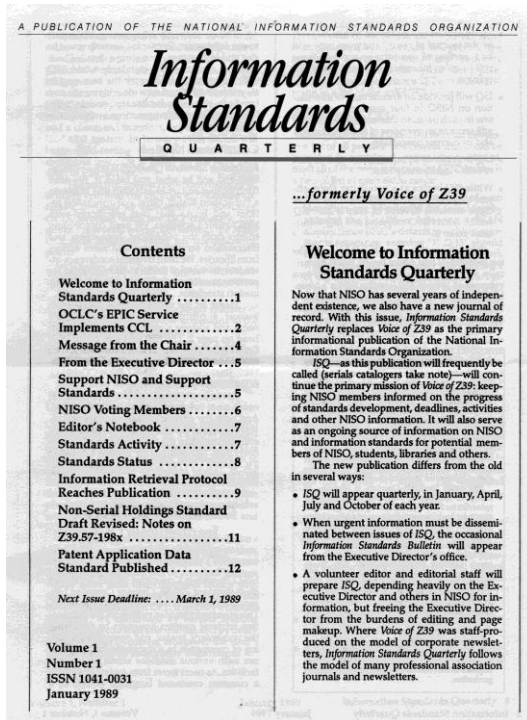 A PUBLICATION OF THE NATIONAL INFORMATION STANDARDS ORGANIZATION
Information
Standards
QUARTERLY
...formerly Voice of Z39
Contents
Welcome to Information
Standards Quarterly ..........1
OCLC's EPIC Service
Implements CCL .............2
Message from the Chair .......4
From the Executive Director ...5
Support NISO and Support
Standards ....................5
NISO Voting Members ........6
Editor's Notebook ............7
Standards Activity ............7
Standards Status .............8
Information Retrieval Protocol
Reaches Publication ..........9
Non-Serial Holdings Standard
Draft Revised: Notes on
Z39.57-198x .................11
Patent Application Data
Standard Published ..........12
Next Issue Deadline: .... March 1, 1989
Volume 1
Number 1
ISSN 1041-0031
January 1989
Welcome to Information
Standards Quarterly
Now that NISO has several years of indepen-
dent existence, we also have a new journal of
record. With this issue, Information Standards
Quarterly replaces Voice of Z39 as the primary
informational publication of the National In-
formation Standards Organization.
ISQ—as this publication will frequently be
called (serials catalogers take note)—will con-
tinue the primary mission of Voice of Z39: keep-
ing NISO members informed on the progress
of standards development, deadlines, activities
and other NISO information. It will also serve
as an ongoing source of information on NISO
and information standards for potential mem-
bers of NISO, students, libraries and others.
The new publication differs from the old
in several ways:
• ISQ will appear quarterly, in January, April,
July and October of each year.
• When urgent information must be dissemi-
nated between issues of ISQ, the occasional
Information Standards Bulletin will appear
from the Executive Director's office.
• A volunteer editor and editorial staff will
prepare ISQ, depending heavily on the Ex-
ecutive Director and others in NISO for in-
formation, but freeing the Executive Direc-
tor from the burdens of editing and page
makeup. Where Voice of Z39 was staff-pro-
duced on the model of corporate newslet-
ters, Information Standards Quarterly follows
the model of many professional association
journals and newsletters.